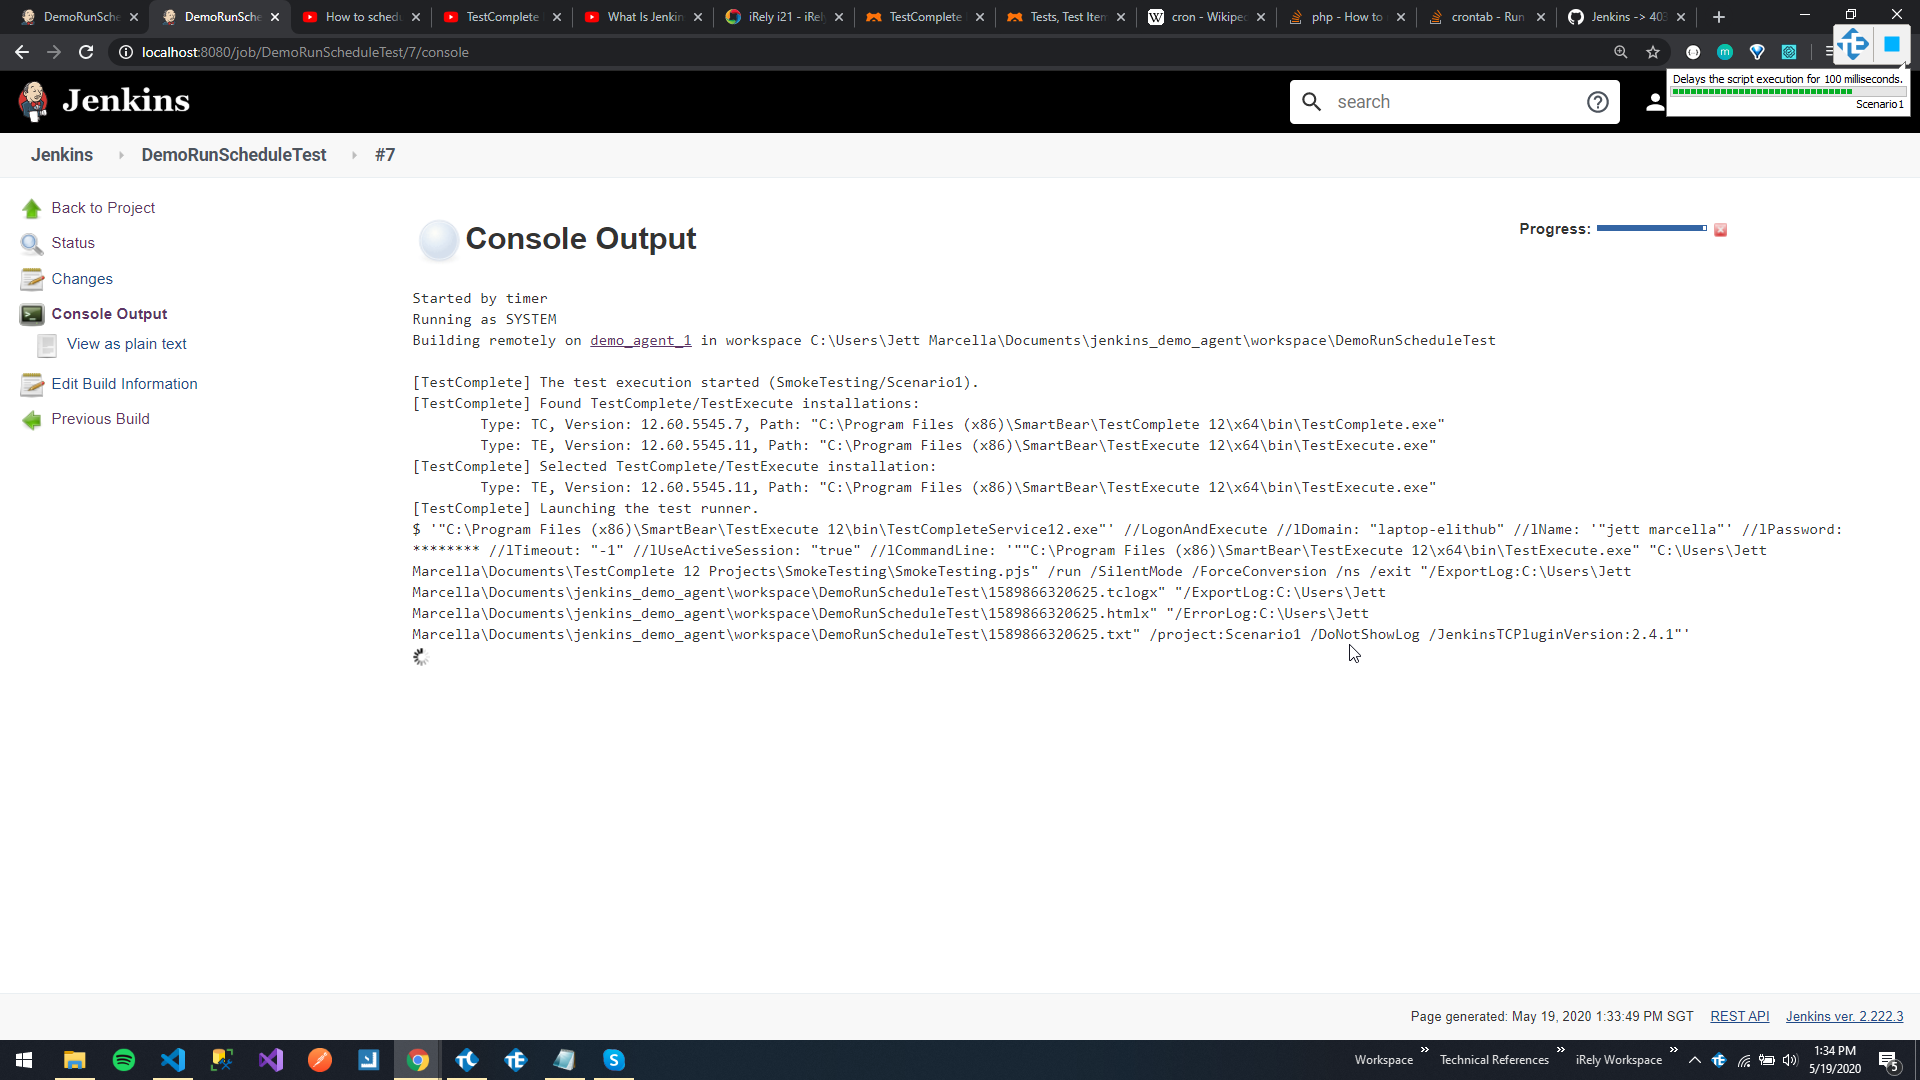 DemoRunSche
DemoRunSche
How to sched
TestComplete
What Is Jenkin
iRely i21 - iRel
TestComplete
Tests, Test Item
cron - Wikiped
php - How to
crontab - Run
Jenkins -> 403
localhost:8080/job/DemoRunScheduleTest/7/console
Delays the script execution for 100 milliseconds.
Scenario1
Jenkins
search
Jenkins
DemoRunScheduleTest
#7
Back to Project
Status
Changes
Console Output
View as plain text
Edit Build Information
Previous Build
Console Output
Progress:
Started by timer
Running as SYSTEM
Building remotely on demo_agent_1 in workspace C:\Users\Jett Marcella\Documents\jenkins_demo_agent\workspace\DemoRunScheduleTest
[TestComplete] The test execution started (SmokeTesting/Scenario1).
[TestComplete] Found TestComplete/TestExecute installations:
Type: TC, Version: 12.60.5545.7, Path: "C:\Program Files (x86)\SmartBear\TestComplete 12\x64\bin\TestComplete.exe"
Type: TE, Version: 12.60.5545.11, Path: "C:\Program Files (x86)\SmartBear\TestExecute 12\x64\bin\TestExecute.exe"
[TestComplete] Selected TestComplete/TestExecute installation:
Type: TE, Version: 12.60.5545.11, Path: "C:\Program Files (x86)\SmartBear\TestExecute 12\x64\bin\TestExecute.exe"
[TestComplete] Launching the test runner.
$ '"C:\Program Files (x86)\SmartBear\TestExecute 12\bin\TestCompleteService12.exe"' //LogonAndExecute //lDomain: "laptop-elithub" //lName: '"jett marcella"' //lPassword:
******** //lTimeout: "-1" //lUseActiveSession: "true" //lCommandLine: '""C:\Program Files (x86)\SmartBear\TestExecute 12\x64\bin\TestExecute.exe" "C:\Users\Jett
Marcella\Documents\TestComplete 12 Projects\SmokeTesting\SmokeTesting.pjs" /run /SilentMode /ForceConversion /ns /exit "/ExportLog:C:\Users\Jett
Marcella\Documents\jenkins_demo_agent\workspace\DemoRunScheduleTest\1589866320625.tclogx" "/ExportLog:C:\Users\Jett
Marcella\Documents\jenkins_demo_agent\workspace\DemoRunScheduleTest\1589866320625.htmlx" "/ErrorLog:C:\Users\Jett
Marcella\Documents\jenkins_demo_agent\workspace\DemoRunScheduleTest\1589866320625.txt" /project:Scenario1 /DoNotShowLog /JenkinsTCPluginVersion:2.4.1"'
Page generated: May 19, 2020 1:33:49 PM SGT
REST API
Jenkins ver. 2.222.3
Workspace
Technical References
iRely Workspace
1:34 PM
5/19/2020
5